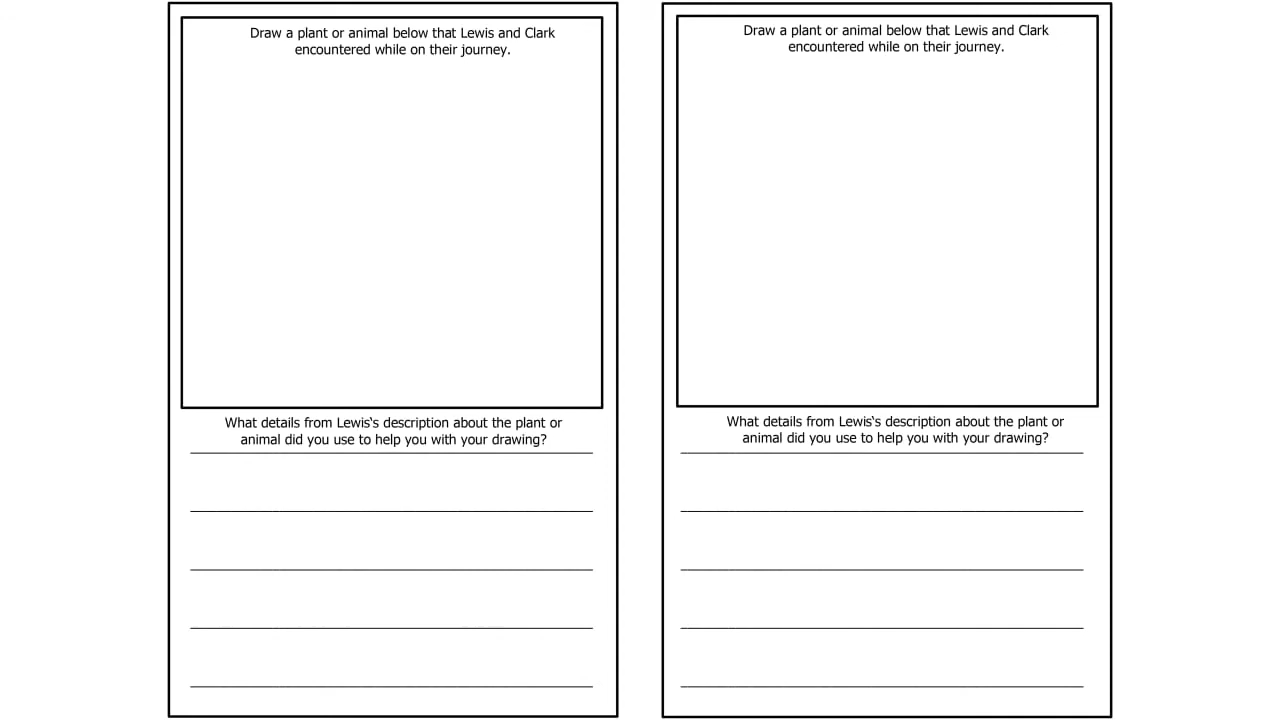 Draw a plant or animal below that Lewis and Clark
encountered while on their journey.
What details from Lewis‘s description about the plant or
animal did you use to help you with your drawing?
Draw a plant or animal below that Lewis and Clark
encountered while on their journey.
What details from Lewis‘s description about the plant or
animal did you use to help you with your drawing?